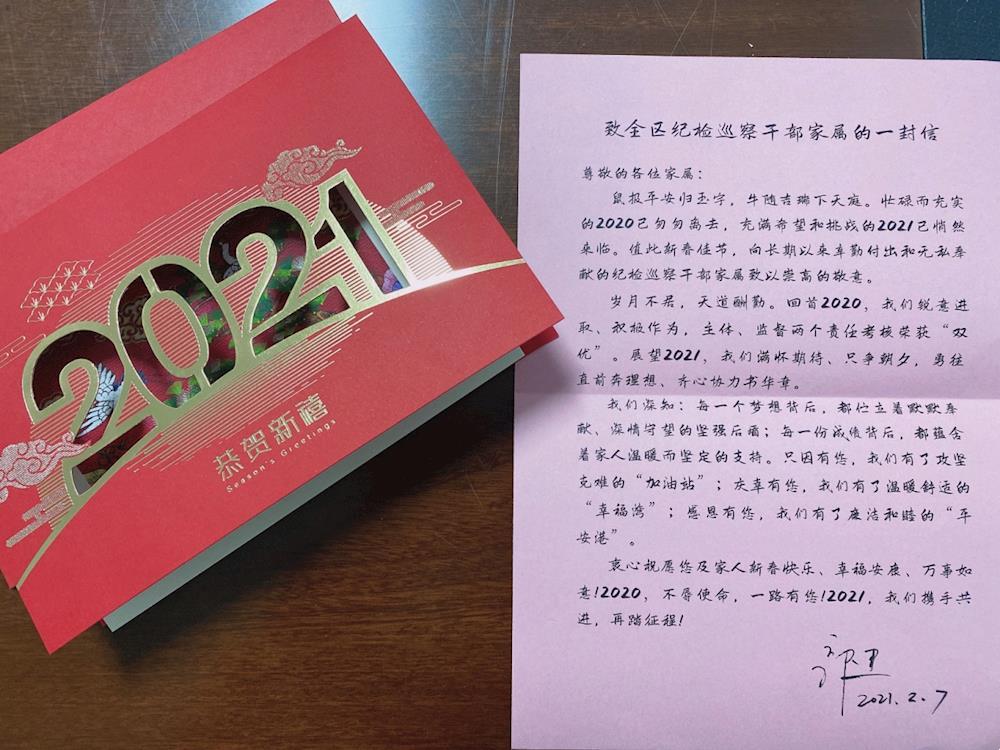 2021
恭贺新禧
Season's Greetings
致全区纪检巡察干部家属的一封信
尊敬的各位家属：
鼠报平安归玉字，牛随吉瑞下天庭。忙碌而充实
的2020已匆匆离去，充满希望和挑战的2021已悄然
来临。值此新春佳节，向长期以来辛勤付出和无私奉
献的纪检巡察干部家属致以崇高的敬意。
岁月不居，天道酬勤。回首2020，我们锐意进
取、积极作为，主体、监督两个责任考核荣获“双
优”。展望2021，我们满怀期待、只争朝夕，勇往
直前奔理想、齐心协力书华章。
我们深知：每一个梦想背后，都伫立着默默奉
献、深情守望的坚强后盾；每一份成绩背后，都蕴含
着家人温暖而坚定的支持。只因有您，我们有了攻坚
克难的“加油站”；庆幸有您，我们有了温暖舒适的
“幸福湾”；感恩有您，我们有了廉洁和睦的“平
安港”。
衷心祝愿您及家人新春快乐、幸福安康、万事如
意!2020，不辱使命，一路有您!2021，我们携手共
进，再踏征程!
2021.2.7